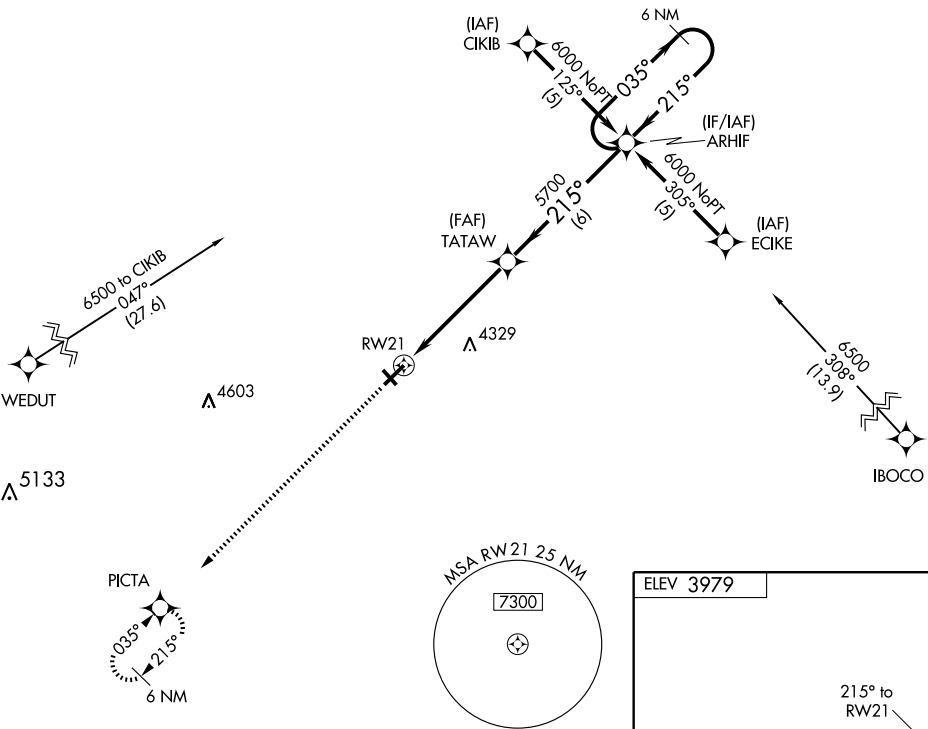 (IAF)
CIKIB
6 NM
6000 NoPT
125°
(5)
035°
215°
(IF/IAF)
ARHIF
6000 NoPT
305°
(5)
(IAF)
ECIKE
5700
215°
(6)
(FAF)
TATAW
6500 to CIKIB
047°
(27.6)
WEDUT
RW21
4329
4603
5133
6500
308°
(13.9)
IBOCO
PICTA
035°
215°
6 NM
MSA RW21 25 NM
7300
ELEV 3979
215° to
RW21